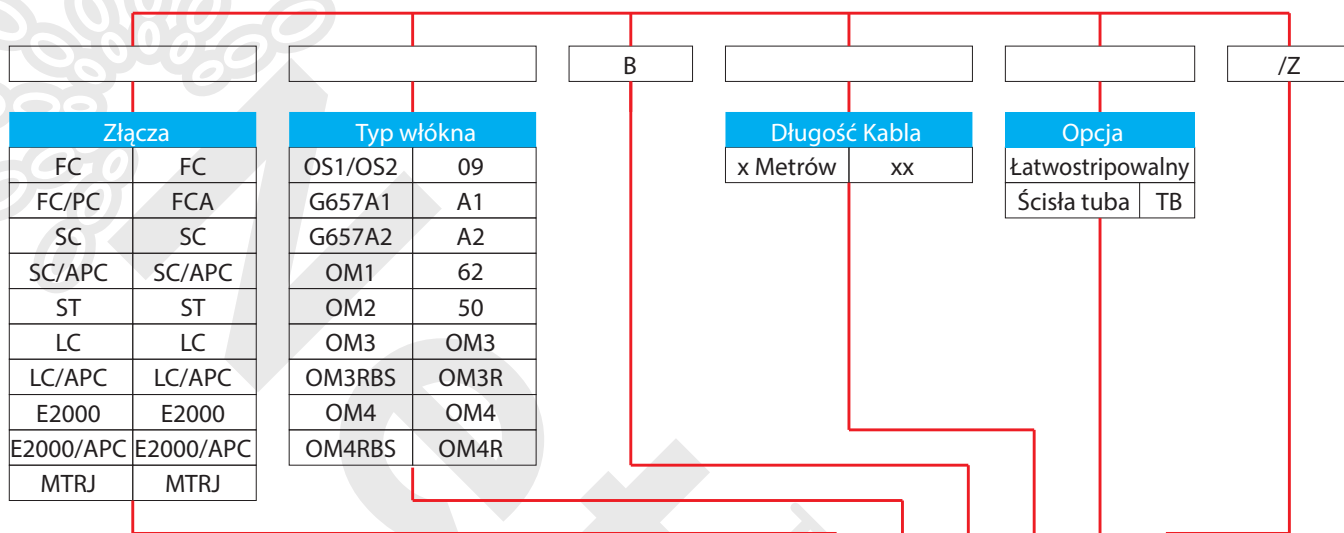 B /Z
Złącza Typ włókna Długość Kabla Opcja
FC FC OS1/OS2 09 x Metrów xx Łatwostripowalny
FC/PC FCA G657A1 A1 Ścisła tuba TB
SC SC G657A2 A2
SC/APC SC/APC OM1 62
ST ST OM2 50
LC LC OM3 OM3
LC/APC LC/APC OM3RBS OM3R
E2000 E2000 OM4 OM4
E2000/APC E2000/APC OM4RBS OM4R
MTRJ MTRJ